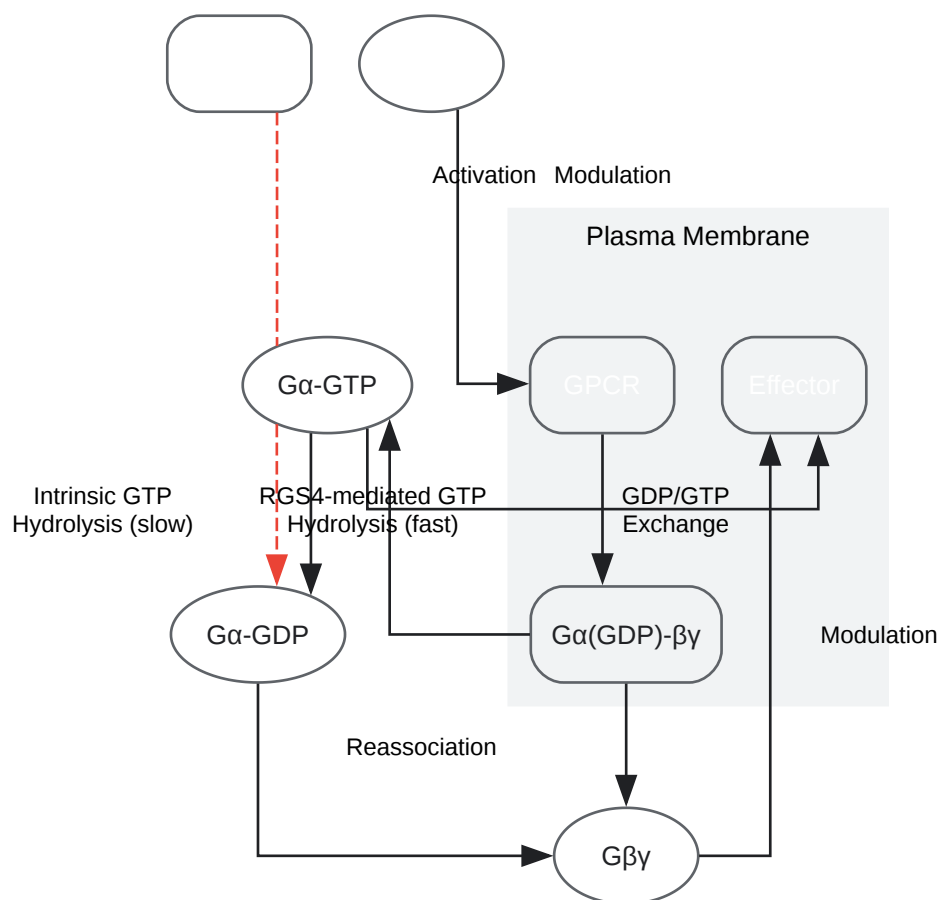 Activation Modulation
Plasma Membrane
Gα-GTP
GPCR
Effector
Intrinsic GTP
Hydrolysis (slow)
RGS4-mediated GTP
Hydrolysis (fast)
GDP/GTP
Exchange
Gα-GDP
Gα(GDP)-βγ
Modulation
Reassociation
Gβγ